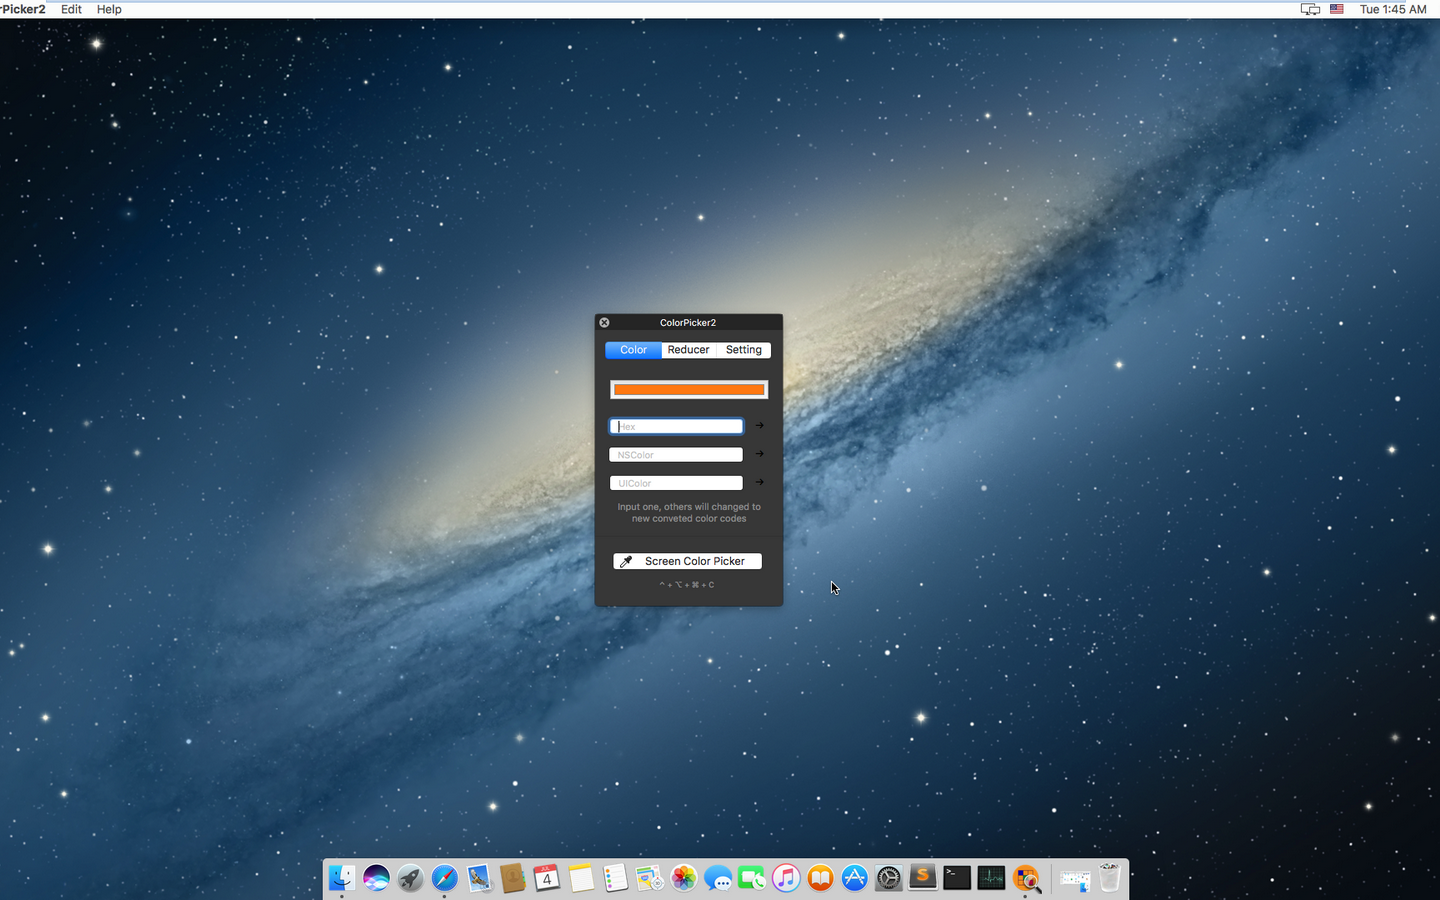 rPicker2 Edit Help Tue 1:45 AM
ColorPicker2
Color Reducer Setting
Hex
NSColor
UIColor
Input one, others will changed to
new conveted color codes
Screen Color Picker
^ + ⌥ + ⌘ + C
4